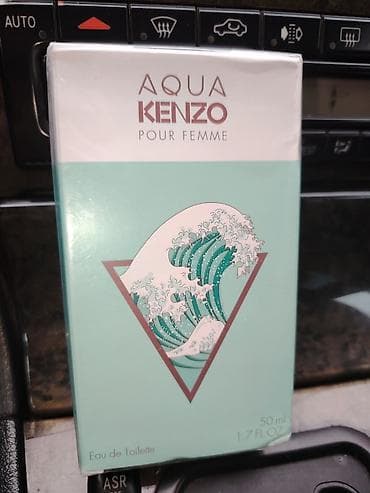 AUTO
AQUA
KENZO
POUR FEMME
50 ml
1.7 FL.OZ
Eau de Toilette
ASR